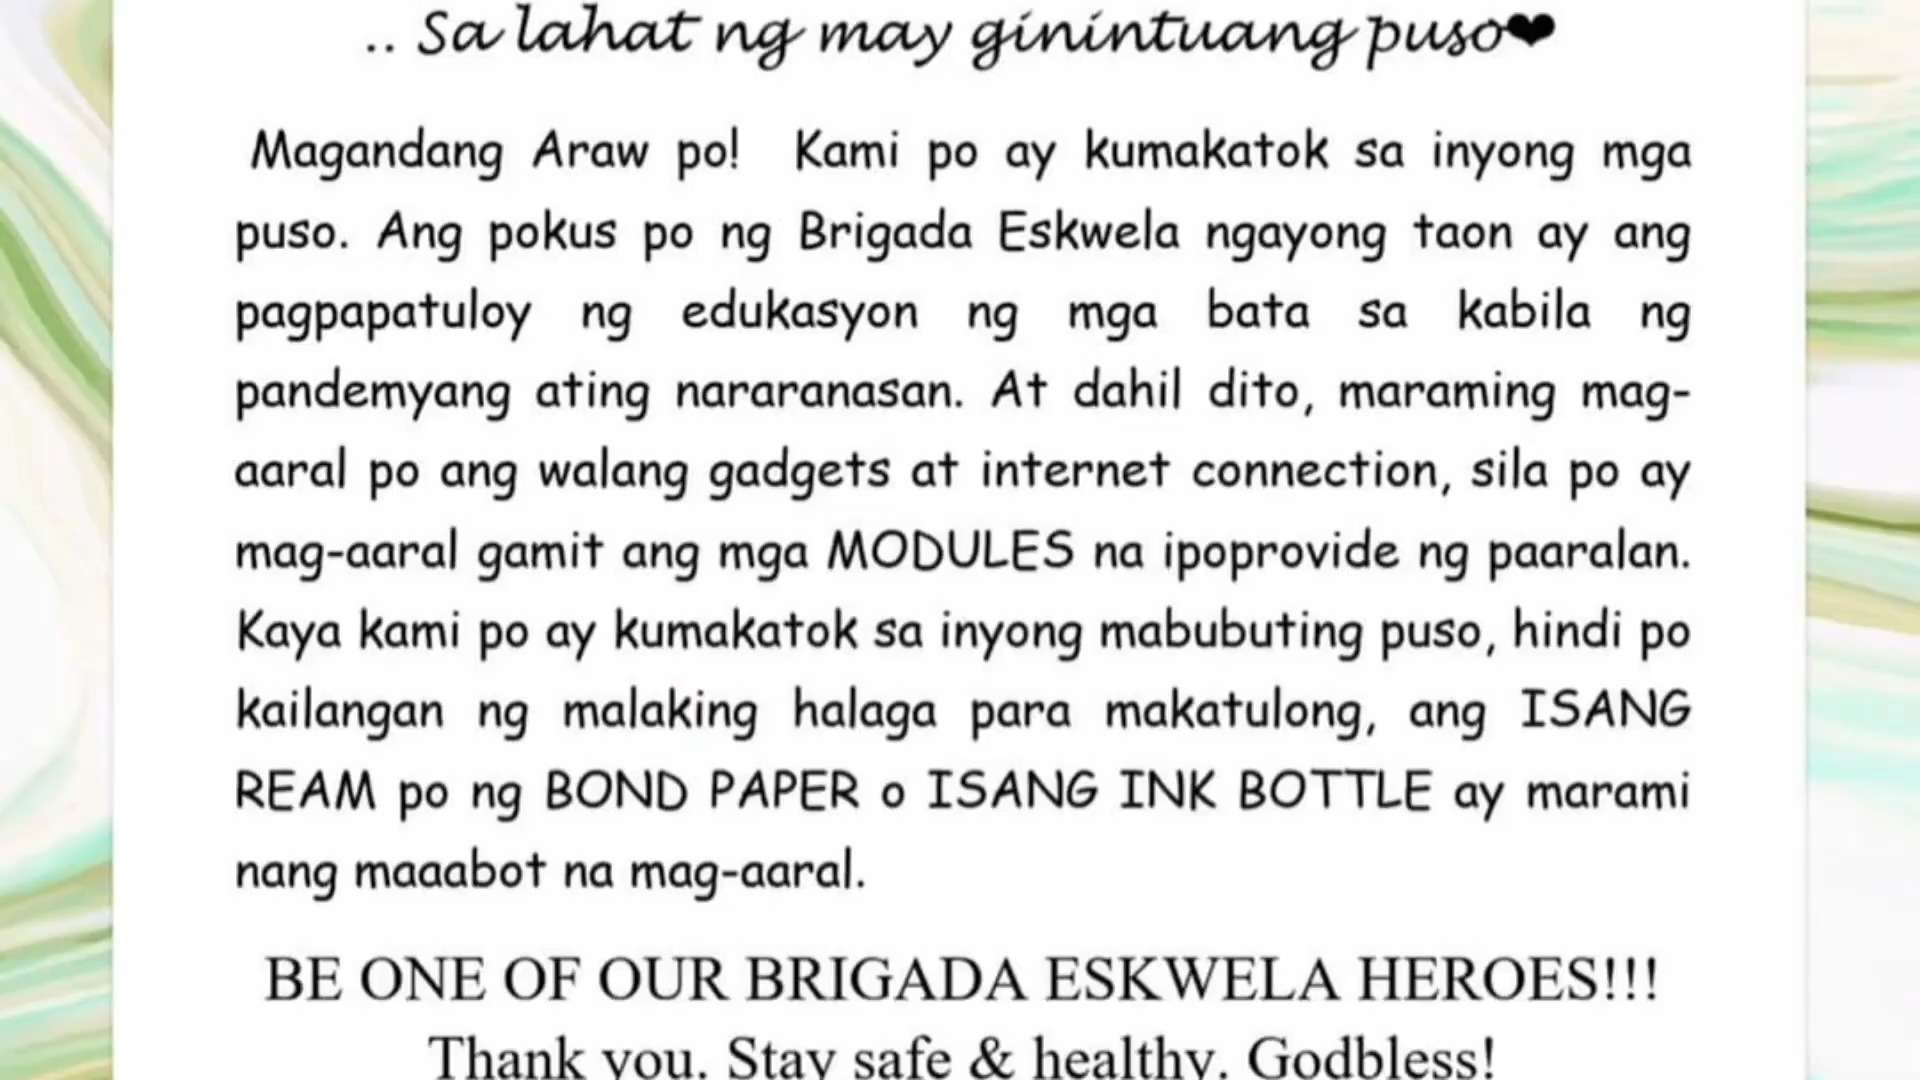 .. Sa lahat ng may ginintuang puso❤
Magandang Araw po! Kami po ay kumakatok sa inyong mga
puso. Ang pokus po ng Brigada Eskwela ngayong taon ay ang
pagpapatuloy ng edukasyon ng mga bata sa kabila ng
pandemyang ating nararanasan. At dahil dito, maraming mag-
aaral po ang walang gadgets at internet connection, sila po ay
mag-aaral gamit ang mga MODULES na ipoprovide ng paaralan.
Kaya kami po ay kumakatok sa inyong mabubuting puso, hindi po
kailangan ng malaking halaga para makatulong, ang ISANG
REAM po ng BOND PAPER o ISANG INK BOTTLE ay marami
nang maaabot na mag-aaral.
BE ONE OF OUR BRIGADA ESKWELA HEROES!!!
Thank you. Stay safe & healthy. Godbless!